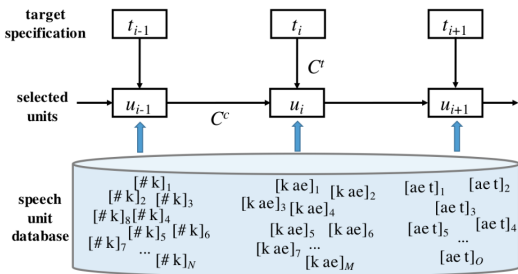 target
specification
t_{i-1} t_i t_{i+1}
C^t
selected
units
u_{i-1} u_i u_{i+1}
C^c
speech
unit
database
[# k]_1
[# k]_2 [# k]_3
[# k]_8 [# k]_4
[# k]_5 [# k]_6
[# k]_7
... [# k]_N
[k ae]_1 [k ae]_2
[k ae]_3 [k ae]_4
[k ae]_5 [k ae]_6
[k ae]_7 ...
[k ae]_M
[ae t]_1 [ae t]_2
[ae t]_3
[ae t]_5 [ae t]_4
...
[ae t]_O